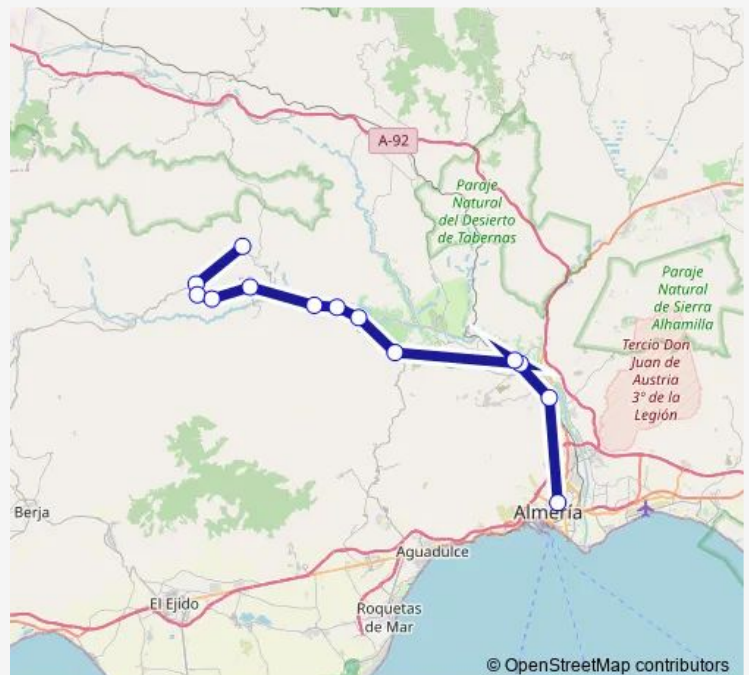 A-92
Paraje
Natural
del Desierto
de Tabernas
Paraje
Natural
de Sierra
Alhamilla
Tercio Don
Juan de
Austria
3º de la
Legión
Berja
Almería
Aguadulce
El Ejido
Roquetas
de Mar
© OpenStreetMap contributors